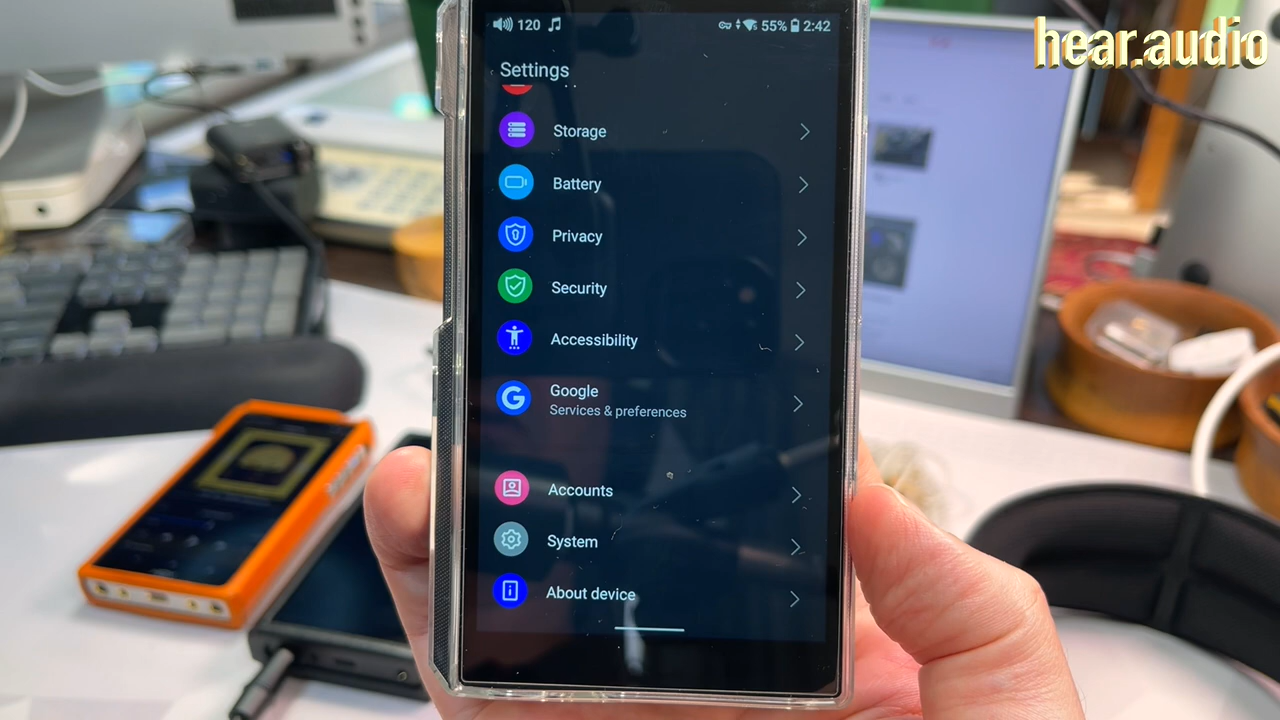 hear.audio
120
55% 2:42
Settings
Storage
Battery
Privacy
Security
Accessibility
Google
Services & preferences
Accounts
System
About device